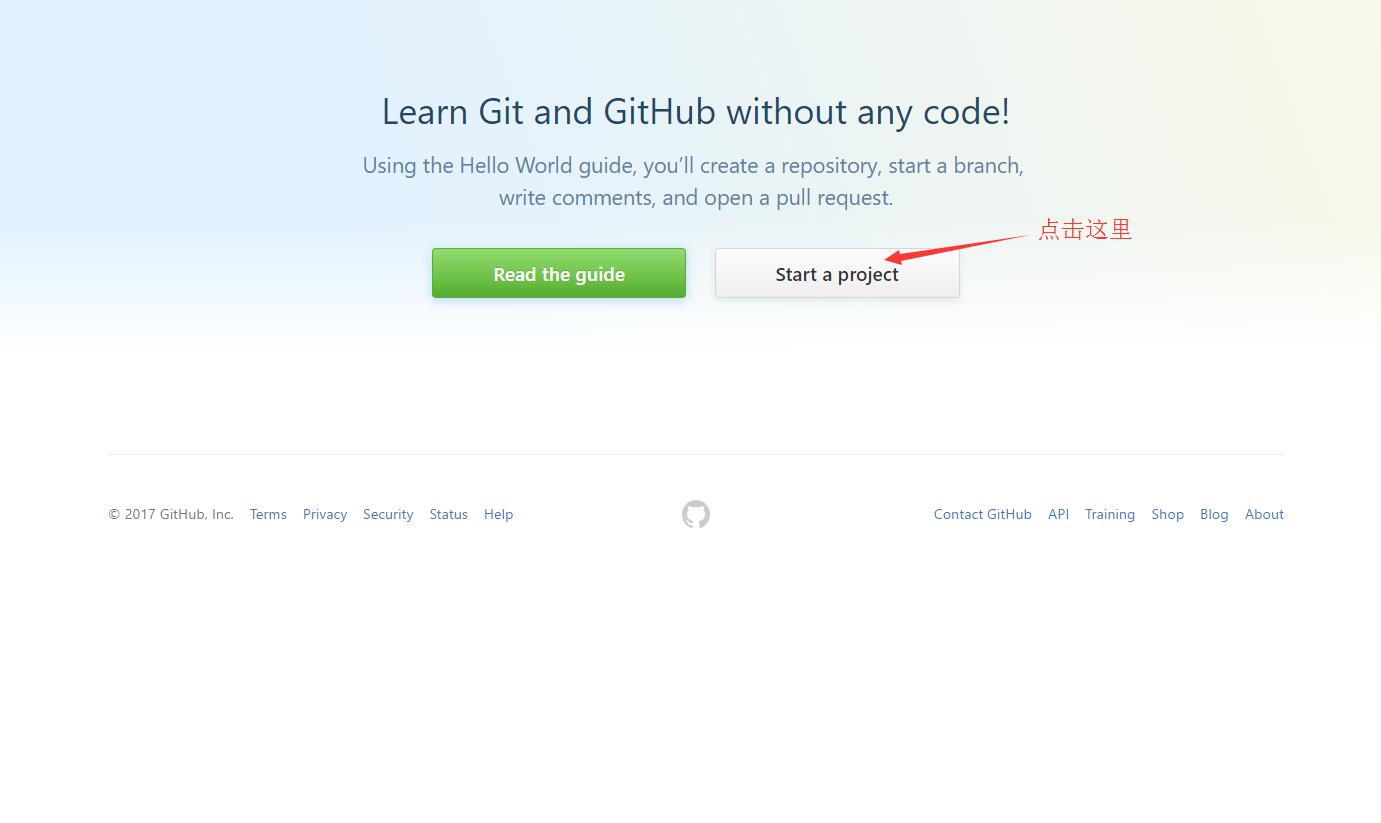 Learn Git and GitHub without any code!
Using the Hello World guide, you’ll create a repository, start a branch,
write comments, and open a pull request.
点击这里
Read the guide
Start a project
© 2017 GitHub, Inc. Terms Privacy Security Status Help
Contact GitHub API Training Shop Blog About